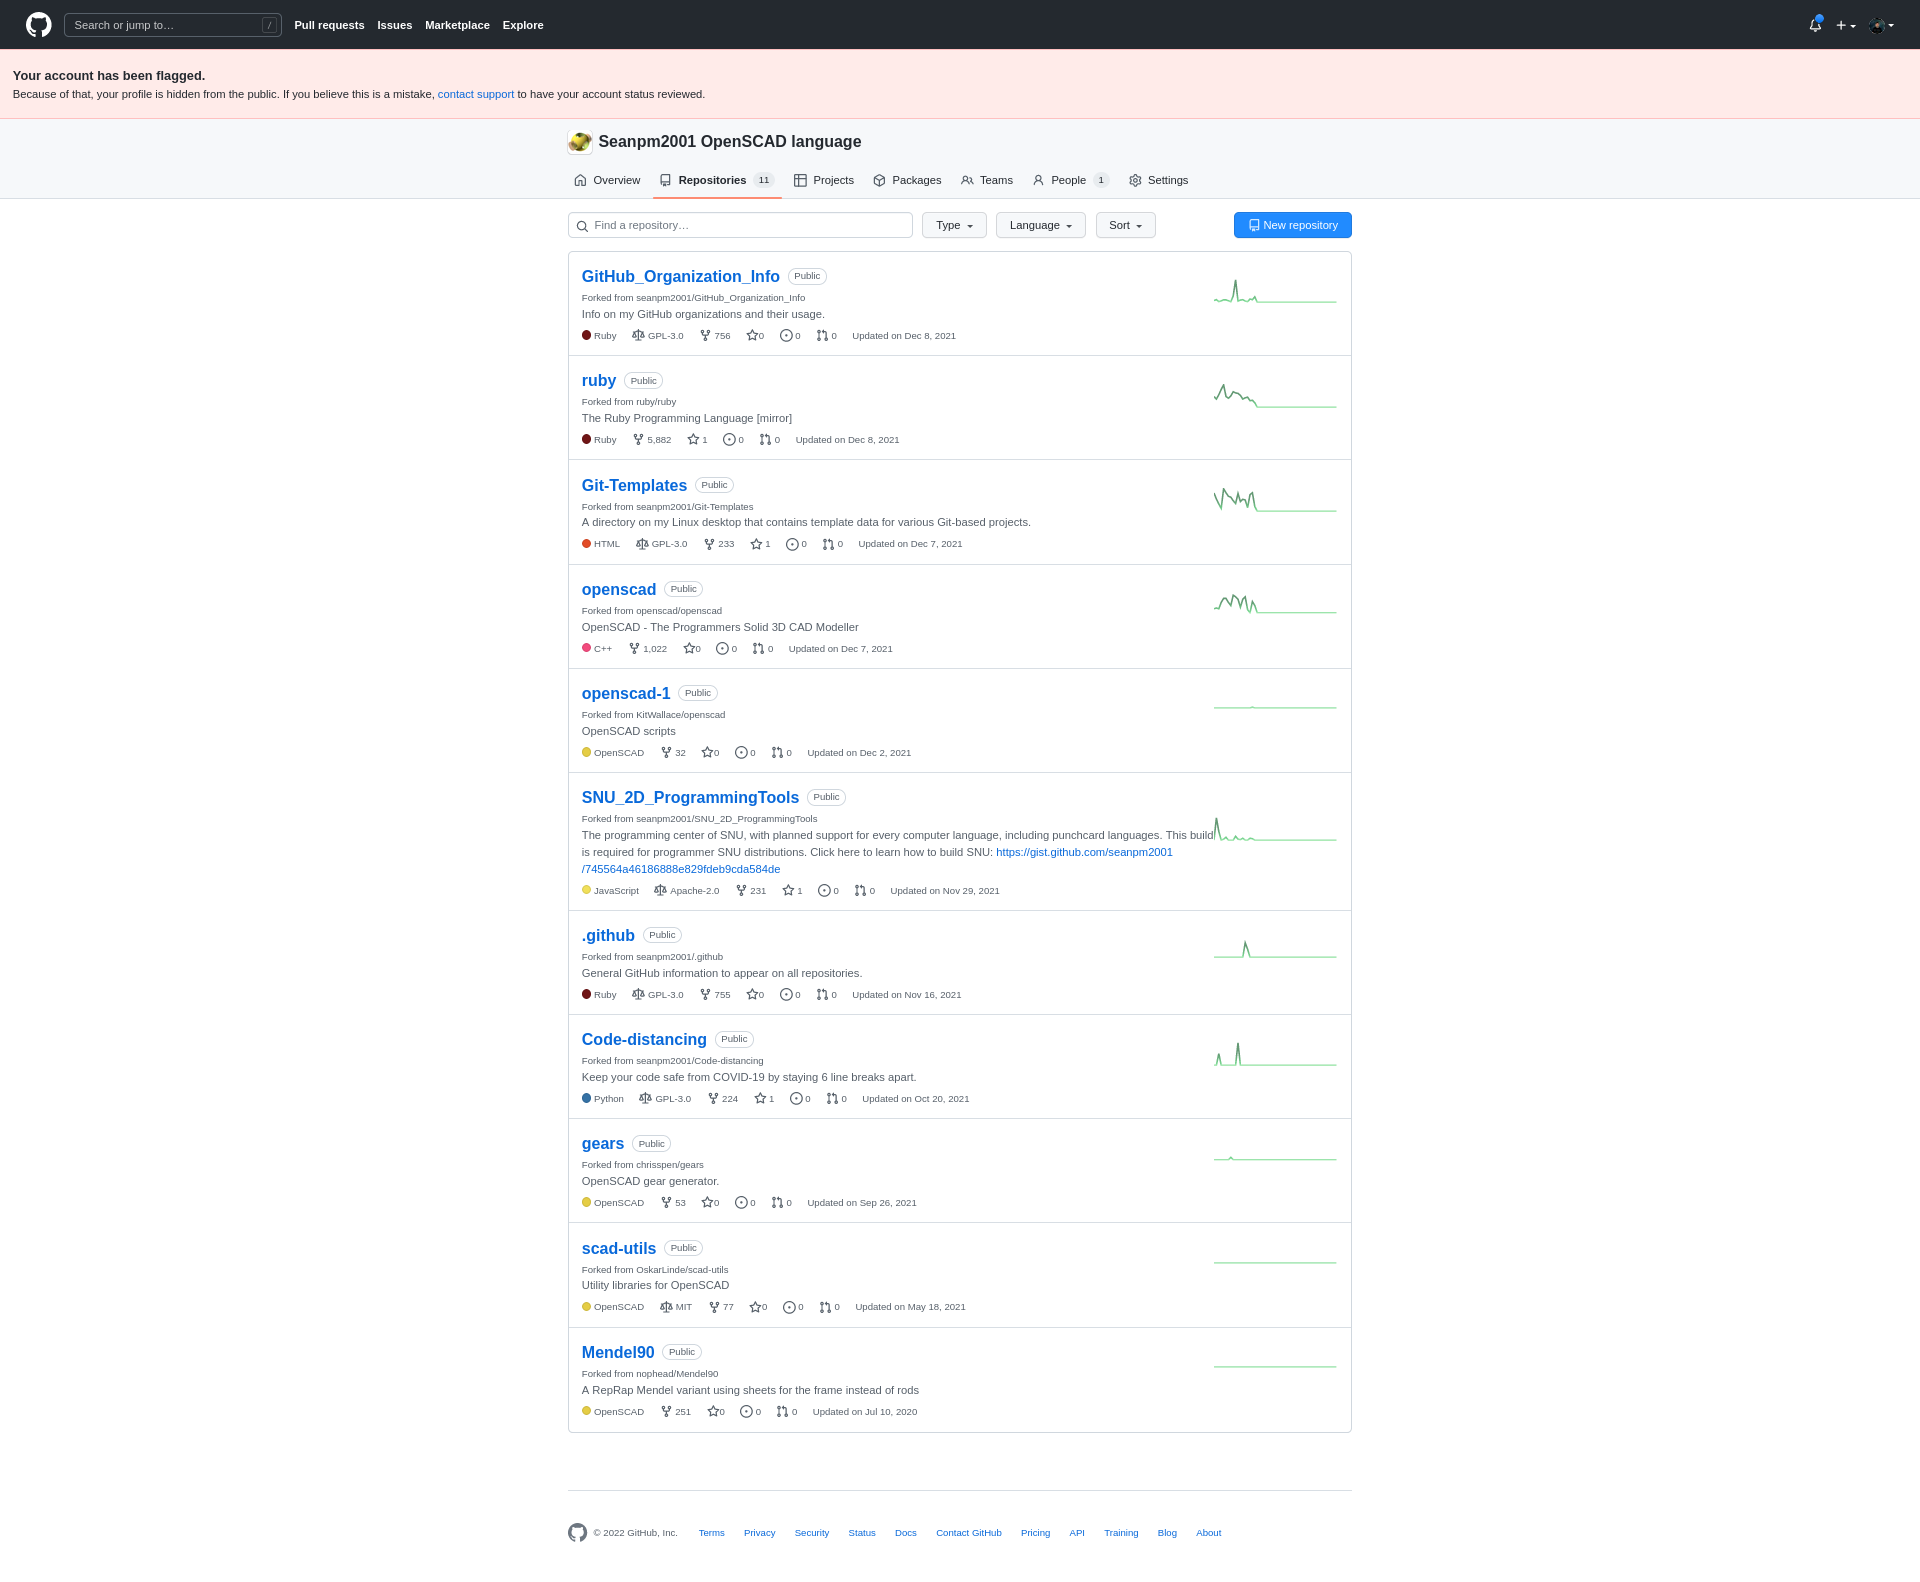 Search or jump to… /
Pull requests Issues Marketplace Explore
Your account has been flagged.
Because of that, your profile is hidden from the public. If you believe this is a mistake, contact support to have your account status reviewed.
Seanpm2001 OpenSCAD language
Overview Repositories 11 Projects Packages Teams People 1 Settings
Find a repository… Type Language Sort New repository
GitHub_Organization_Info Public
Forked from seanpm2001/GitHub_Organization_Info
Info on my GitHub organizations and their usage.
Ruby GPL-3.0 756 0 0 0 Updated on Dec 8, 2021
ruby Public
Forked from ruby/ruby
The Ruby Programming Language [mirror]
Ruby 5,882 1 0 0 Updated on Dec 8, 2021
Git-Templates Public
Forked from seanpm2001/Git-Templates
A directory on my Linux desktop that contains template data for various Git-based projects.
HTML GPL-3.0 233 1 0 0 Updated on Dec 7, 2021
openscad Public
Forked from openscad/openscad
OpenSCAD - The Programmers Solid 3D CAD Modeller
C++ 1,022 0 0 0 Updated on Dec 7, 2021
openscad-1 Public
Forked from KitWallace/openscad
OpenSCAD scripts
OpenSCAD 32 0 0 0 Updated on Dec 2, 2021
SNU_2D_ProgrammingTools Public
Forked from seanpm2001/SNU_2D_ProgrammingTools
The programming center of SNU, with planned support for every computer language, including punchcard languages. This build
is required for programmer SNU distributions. Click here to learn how to build SNU: https://gist.github.com/seanpm2001
/745564a46186888e829fdeb9cda584de
JavaScript Apache-2.0 231 1 0 0 Updated on Nov 29, 2021
.github Public
Forked from seanpm2001/.github
General GitHub information to appear on all repositories.
Ruby GPL-3.0 755 0 0 0 Updated on Nov 16, 2021
Code-distancing Public
Forked from seanpm2001/Code-distancing
Keep your code safe from COVID-19 by staying 6 line breaks apart.
Python GPL-3.0 224 1 0 0 Updated on Oct 20, 2021
gears Public
Forked from chrisspen/gears
OpenSCAD gear generator.
OpenSCAD 53 0 0 0 Updated on Sep 26, 2021
scad-utils Public
Forked from OskarLinde/scad-utils
Utility libraries for OpenSCAD
OpenSCAD MIT 77 0 0 0 Updated on May 18, 2021
Mendel90 Public
Forked from nophead/Mendel90
A RepRap Mendel variant using sheets for the frame instead of rods
OpenSCAD 251 0 0 0 Updated on Jul 10, 2020
© 2022 GitHub, Inc. Terms Privacy Security Status Docs Contact GitHub Pricing API Training Blog About